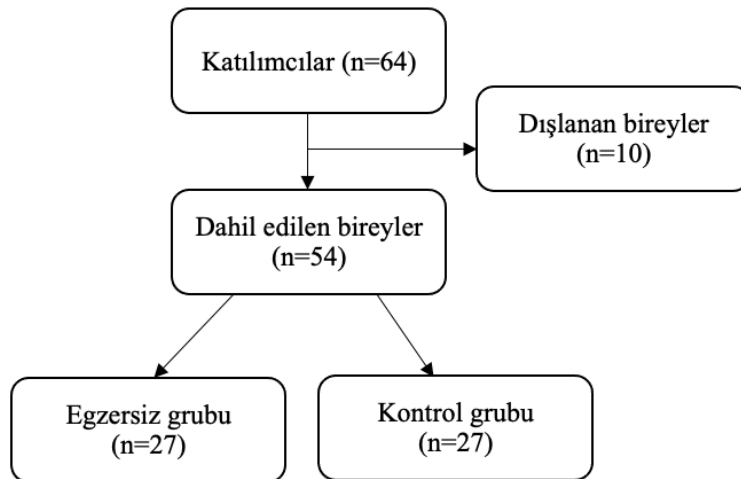 Katılımcılar (n=64)
Dışlanan bireyler
(n=10)
Dahil edilen bireyler
(n=54)
Egzersiz grubu
(n=27)
Kontrol grubu
(n=27)